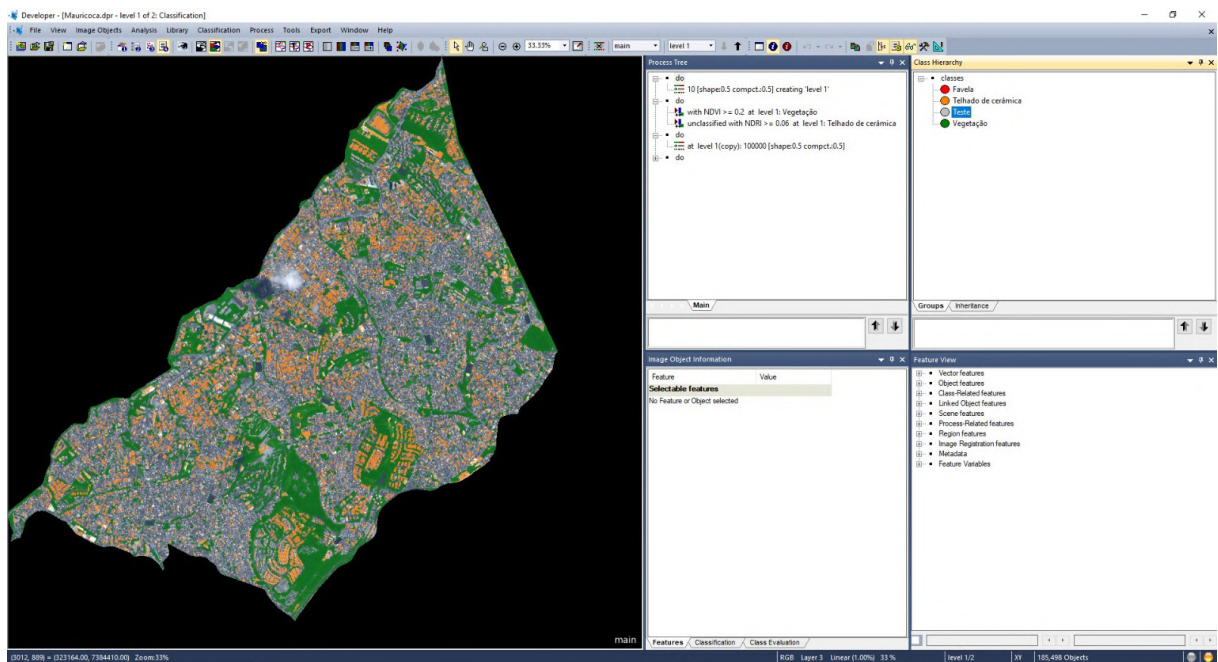 Developer - [Mauricoca.dpr - level 1 of 2: Classification]
File View Image Objects Analysis Library Classification Process Tools Export Window Help
33.33% main level 1
Process Tree
do
10 [shape:0.5 compct.:0.5] creating 'level 1'
do
with NDVI >= 0.2 at level 1: Vegetação
unclassified with NDRI >= 0.06 at level 1: Telhado de cerâmica
do
at level 1(copy): 100000 [shape:0.5 compct.:0.5]
do
Main
Class Hierarchy
classes
Favela
Telhado de cerâmica
Teste
Vegetação
Groups Inheritance
Image Object Information
Feature Value
Selectable features
No Feature or Object selected
Features Classification Class Evaluation
Feature View
Vector features
Object features
Class-Related features
Linked Object features
Scene features
Process-Related features
Region features
Image Registration features
Metadata
Feature Variables
main
(3012, 889) = (323164.00, 7384410.00) Zoom:33%
RGB Layer 3 Linear (1.00%) 33 % level 1/2 XY 185,498 Objects